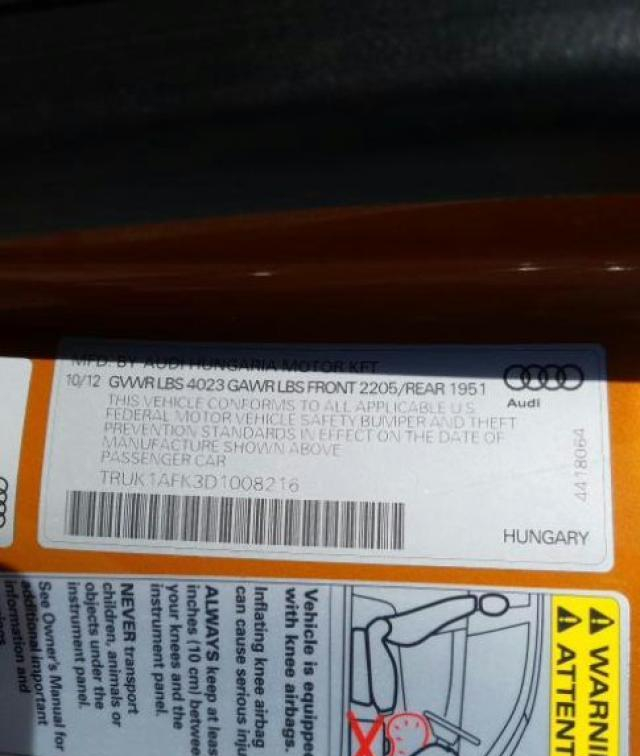 MFD. BY AUDI HUNGARIA MOTOR KFT
10/12 GVWR LBS 4023 GAWR LBS FRONT 2205/REAR 1951
THIS VEHICLE CONFORMS TO ALL APPLICABLE U.S.
FEDERAL MOTOR VEHICLE SAFETY BUMPER AND THEFT
PREVENTION STANDARDS IN EFFECT ON THE DATE OF
MANUFACTURE SHOWN ABOVE
PASSENGER CAR
TRUK1AFK3D1008216
Audi
4418064
HUNGARY
WARNI
ATTENT
Vehicle is equippe
with knee airbags.
Inflating knee airbag
can cause serious inju
ALWAYS keep at leas
inches (10 cm) betwee
your knees and the
instrument panel.
NEVER transport
children, animals or
objects under the
instrument panel.
See Owner's Manual for
additional important
information and